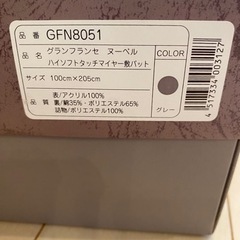 品 番 GFN8051
品 名 グランフランセ ヌーベル
ハイソフトタッチマイヤー敷パット
サイズ 100cm×205cm
表/アクリル100%
品 質 裏/綿35%・ポリエステル65%
詰物/ポリエステル100%
COLOR
グレー
4517334003127